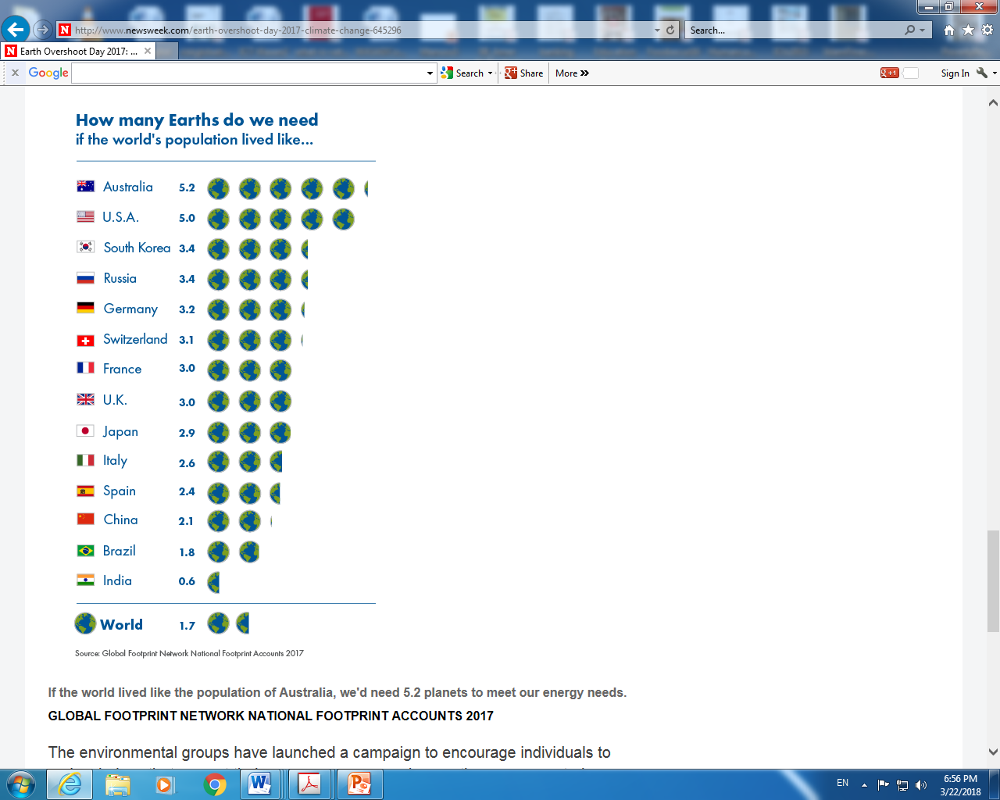 http://www.newsweek.com/earth-overshoot-day-2017-climate-change-645296
Search...
Earth Overshoot Day 2017: ...
x Google Search Share More »
+1 Sign In
How many Earths do we need
if the world's population lived like...
Australia 5.2
U.S.A. 5.0
South Korea 3.4
Russia 3.4
Germany 3.2
Switzerland 3.1
France 3.0
U.K. 3.0
Japan 2.9
Italy 2.6
Spain 2.4
China 2.1
Brazil 1.8
India 0.6
World 1.7
Source: Global Footprint Network National Footprint Accounts 2017
If the world lived like the population of Australia, we'd need 5.2 planets to meet our energy needs.
GLOBAL FOOTPRINT NETWORK NATIONAL FOOTPRINT ACCOUNTS 2017
The environmental groups have launched a campaign to encourage individuals to
EN
6:56 PM
3/22/2018